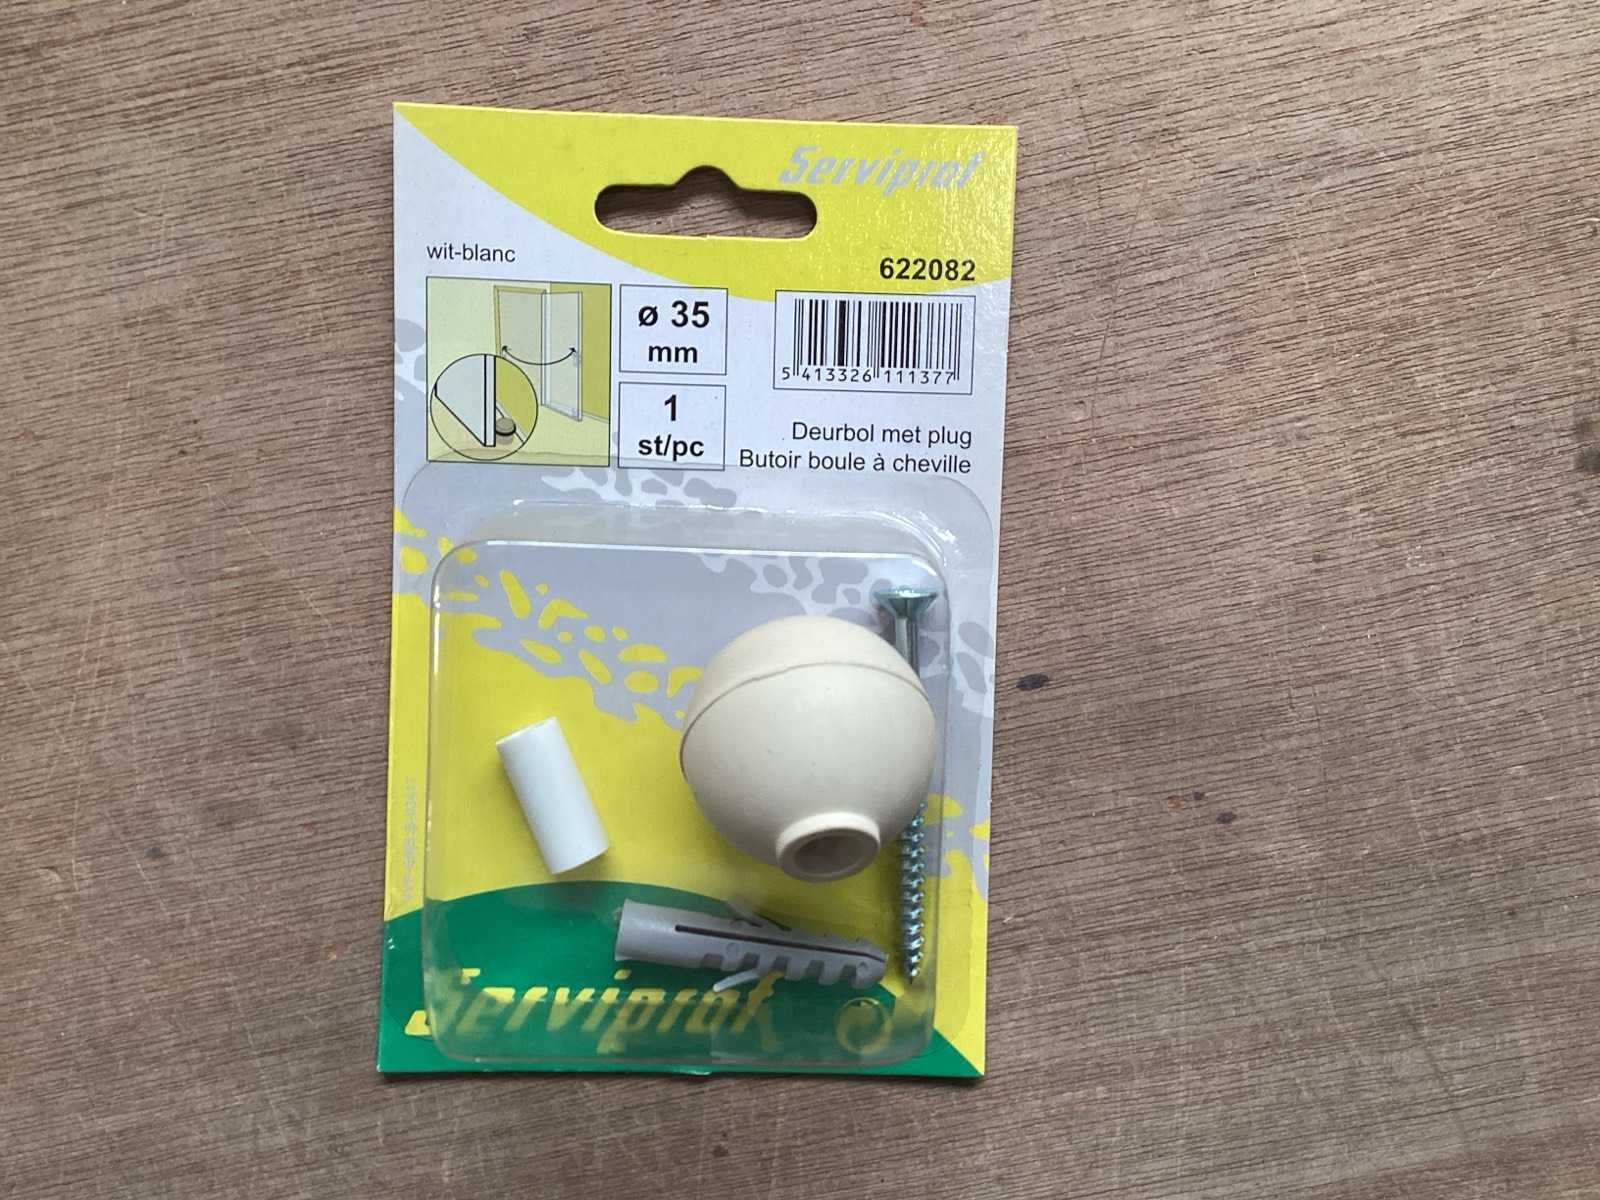 Serviprof
wit-blanc
622082
ø 35
mm
5 413326 111377
1
st/pc
Deurbol met plug
Butoir boule à cheville
Serviprof